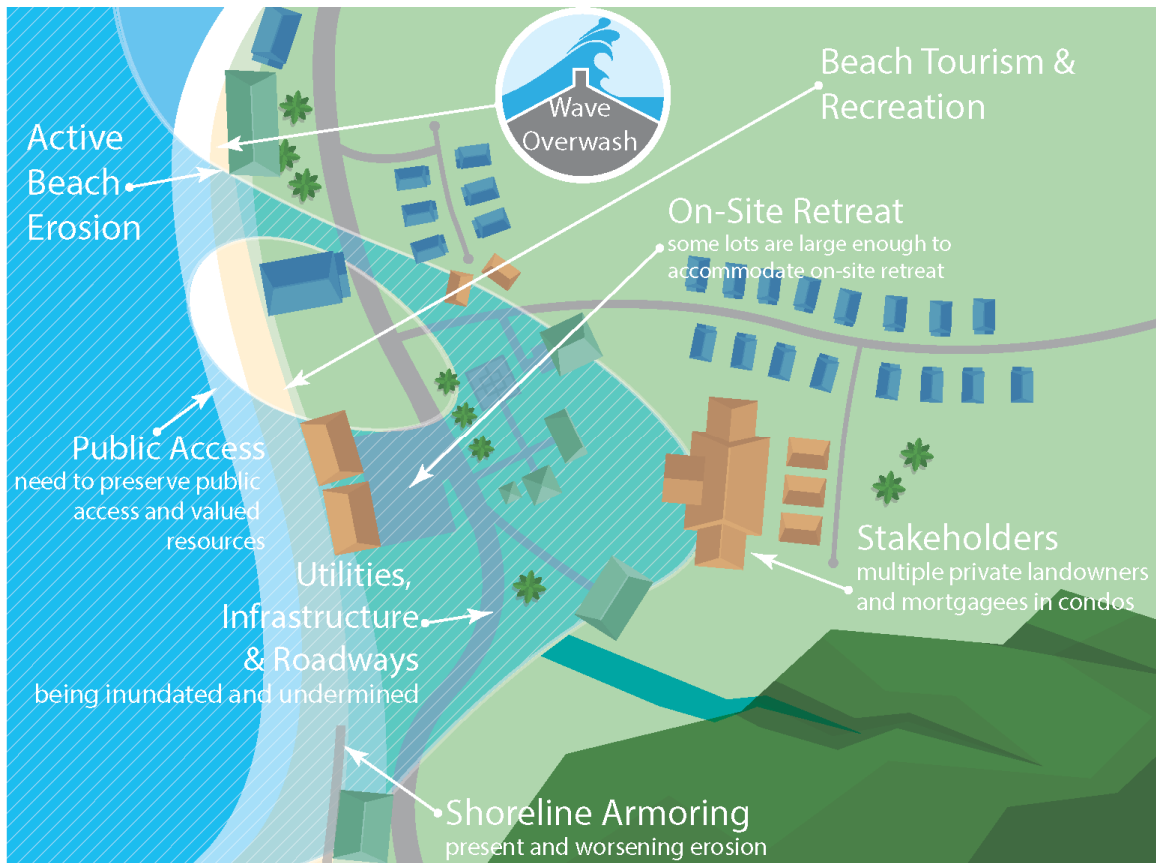 Wave
Overwash
Beach Tourism &
Recreation
Active
Beach
Erosion
On-Site Retreat
some lots are large enough to
accommodate on-site retreat
Public Access
need to preserve public
access and valued
resources
Stakeholders
multiple private landowners
and mortgagees in condos
Utilities,
Infrastructure
& Roadways
being inundated and undermined
Shoreline Armoring
present and worsening erosion